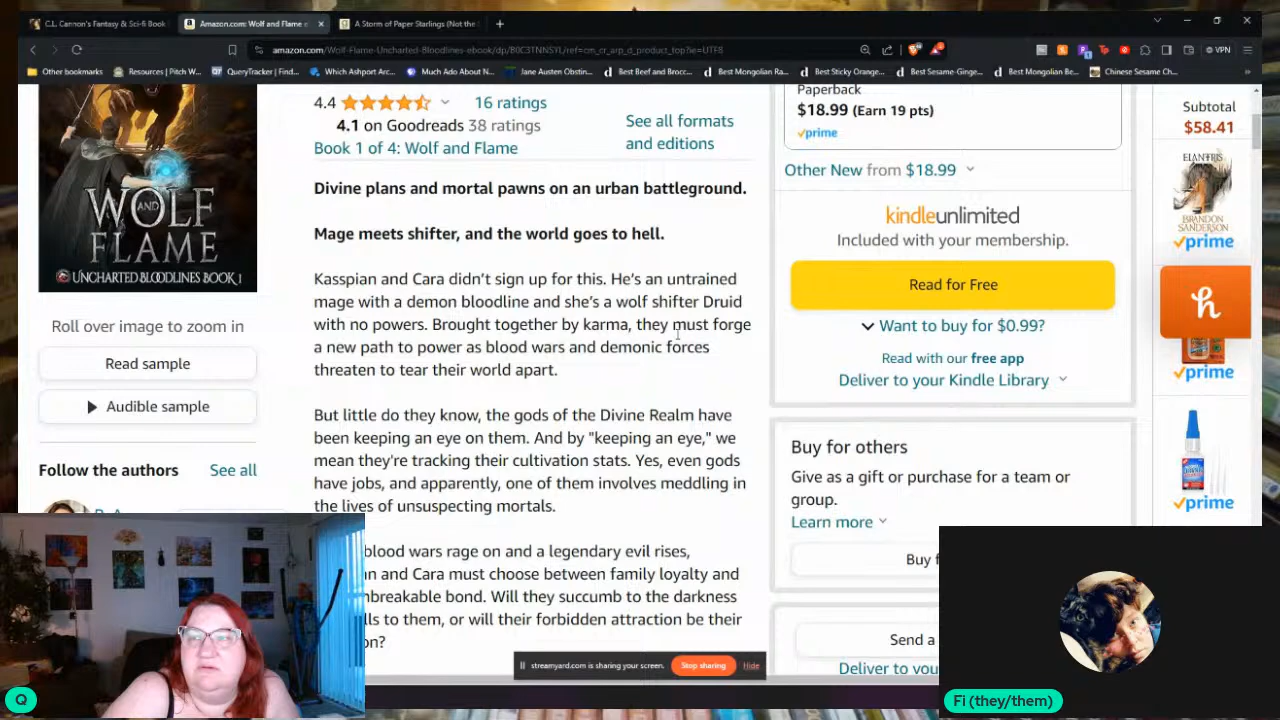 C.L. Cannon's Fantasy & Sci-fi Book
Amazon.com: Wolf and Flame
A Storm of Paper Starlings (Not the
amazon.com/Wolf-Flame-Uncharted-Bloodlines-ebook/dp/B0C3TNNSYL/ref=cm_cr_arp_d_product_top?ie=UTF8
VPN
Other bookmarks
Resources | Pitch W...
QueryTracker | Find...
Which Ashport Arc...
Much Ado About N...
Jane Austen Obstin...
Best Beef and Brocc...
Best Mongolian Ra...
Best Sticky Orange...
Best Sesame-Ginge...
Best Mongolian Be...
Chinese Sesame Ch...
WOLF
AND
FLAME
UNCHARTED BLOODLINES BOOK 1
Roll over image to zoom in
Read sample
Audible sample
Follow the authors
See all
4.4
16 ratings
4.1 on Goodreads 38 ratings
Book 1 of 4: Wolf and Flame
See all formats
and editions
Divine plans and mortal pawns on an urban battleground.
Mage meets shifter, and the world goes to hell.
Kasspian and Cara didn't sign up for this. He's an untrained
mage with a demon bloodline and she's a wolf shifter Druid
with no powers. Brought together by karma, they must forge
a new path to power as blood wars and demonic forces
threaten to tear their world apart.
But little do they know, the gods of the Divine Realm have
been keeping an eye on them. And by "keeping an eye," we
mean they're tracking their cultivation stats. Yes, even gods
have jobs, and apparently, one of them involves meddling in
the lives of unsuspecting mortals.
blood wars rage on and a legendary evil rises,
n and Cara must choose between family loyalty and
nbreakable bond. Will they succumb to the darkness
lls to them, or will their forbidden attraction be their
on?
Paperback
$18.99 (Earn 19 pts)
prime
Other New from $18.99
kindleunlimited
Included with your membership.
Read for Free
Want to buy for $0.99?
Read with our free app
Deliver to your Kindle Library
Buy for others
Give as a gift or purchase for a team or
group.
Learn more
Buy f
Send a
Deliver to you
Subtotal
$58.41
ELANTRIS
BRANDON
SANDERSON
prime
h
prime
prime
streamyard.com is sharing your screen.
Stop sharing
Hide
Q
Fi (they/them)